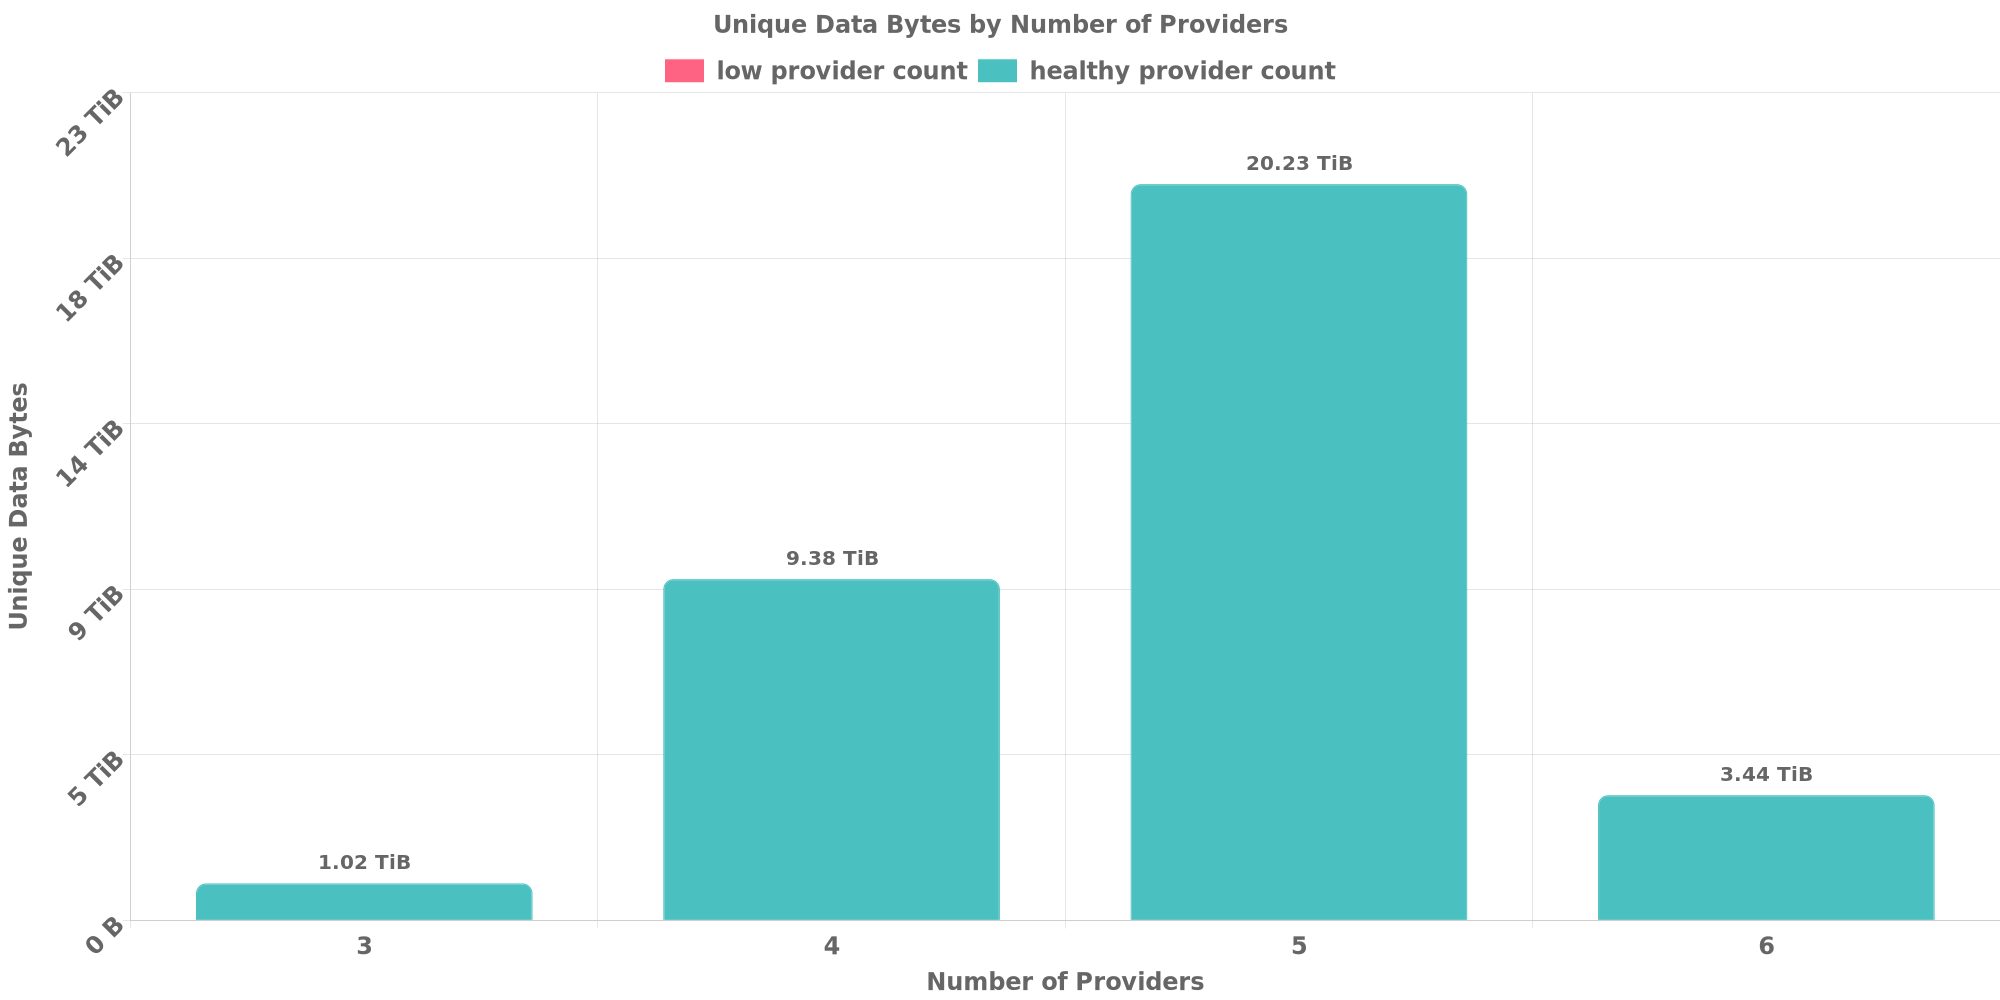 Unique Data Bytes by Number of Providers
low provider count healthy provider count
23 TiB
18 TiB
14 TiB
9 TiB
5 TiB
0 B
Unique Data Bytes
1.02 TiB
9.38 TiB
20.23 TiB
3.44 TiB
3 4 5 6
Number of Providers